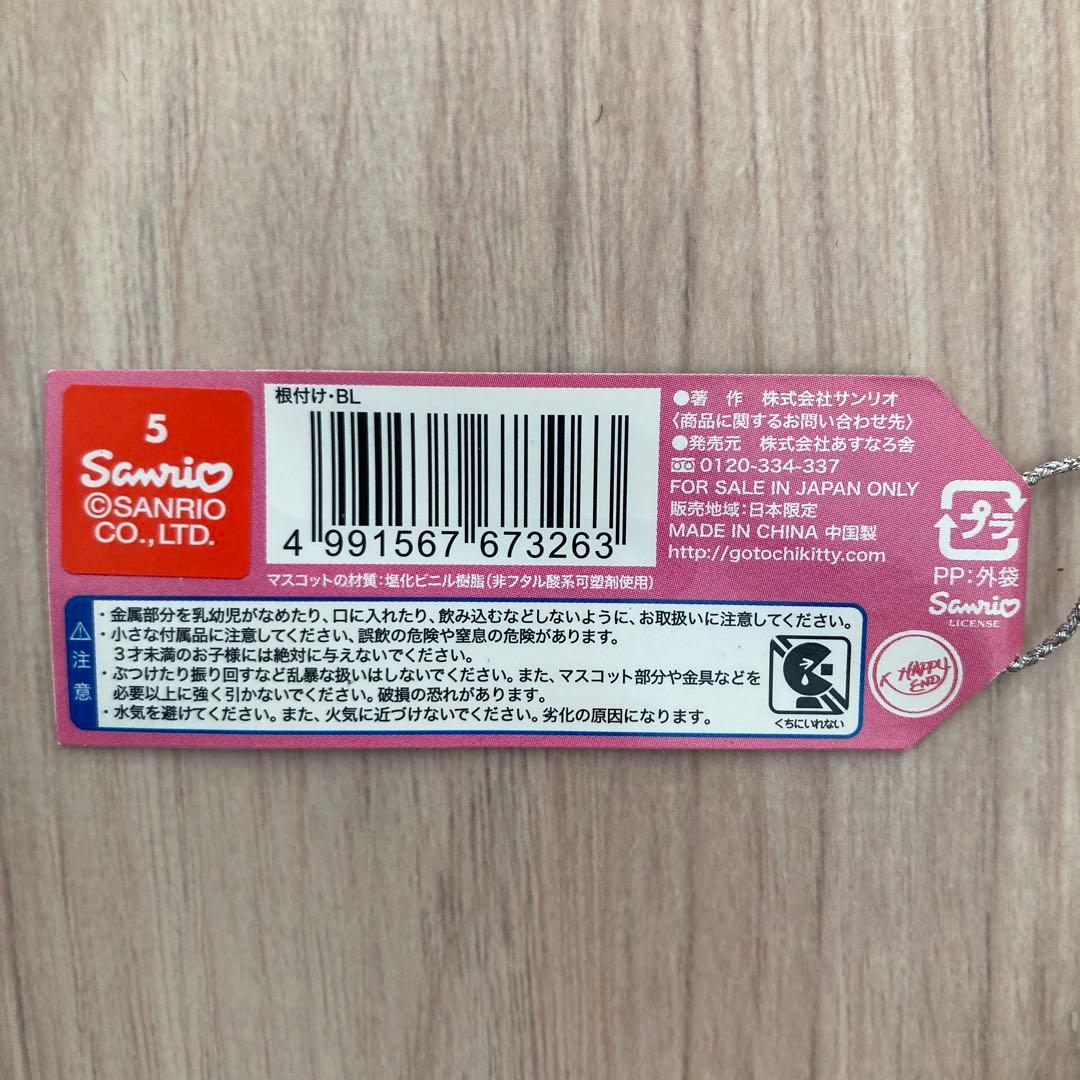 5
Sanrio
©SANRIO
CO.,LTD.
根付け・BL
4 991567 673263
マスコットの材質：塩化ビニル樹脂（非フタル酸系可塑剤使用）
●著　作　株式会社サンリオ
〈商品に関するお問い合わせ先〉
●発売元　株式会社あすなろ舎
0120-334-337
FOR SALE IN JAPAN ONLY
販売地域：日本限定
MADE IN CHINA 中国製
http://gotochikitty.com
プラ
PP：外袋
Sanrio
LICENSE
HAPPY
END
注意
・金属部分を乳幼児がなめたり、口に入れたり、飲み込むなどしないように、お取扱いに注意してください。
・小さな付属品に注意してください、誤飲の危険や窒息の危険があります。
３才未満のお子様には絶対に与えないでください。
・ぶつけたり振り回すなど乱暴な扱いはしないでください。また、マスコット部分や金具などを
必要以上に強く引かないでください。破損の恐れがあります。
・水気を避けてください。また、火気に近づけないでください。劣化の原因になります。
くちにいれない